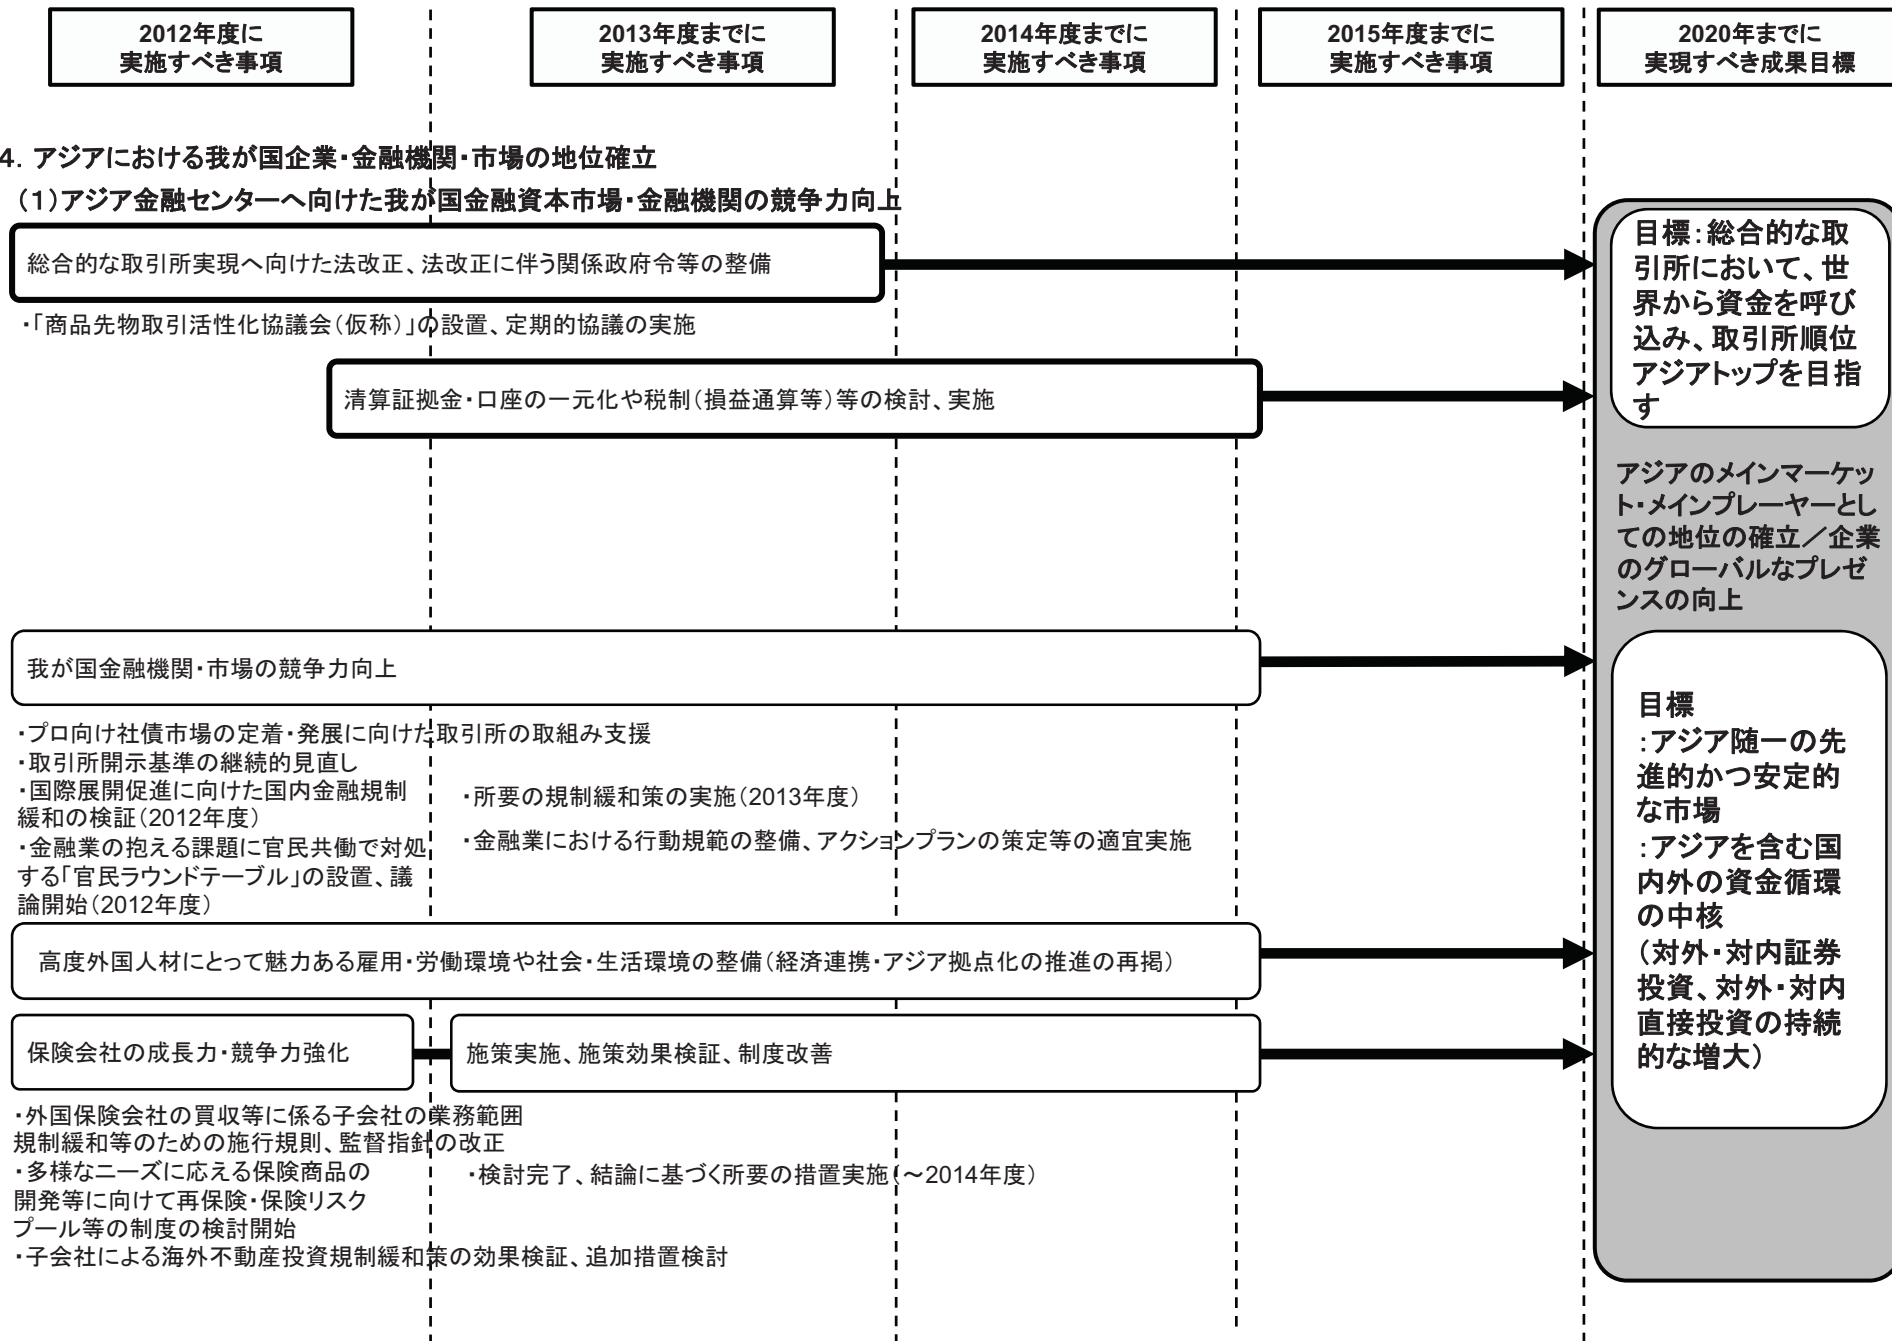 2012年度に
実施すべき事項
2013年度までに
実施すべき事項
2014年度までに
実施すべき事項
2015年度までに
実施すべき事項
2020年までに
実現すべき成果目標
4．アジアにおける我が国企業・金融機関・市場の地位確立
（１）アジア金融センターへ向けた我が国金融資本市場・金融機関の競争力向上
総合的な取引所実現へ向けた法改正、法改正に伴う関係政府令等の整備
・「商品先物取引活性化協議会（仮称）」の設置、定期的協議の実施
清算証拠金・口座の一元化や税制（損益通算等）等の検討、実施
我が国金融機関・市場の競争力向上
・プロ向け社債市場の定着・発展に向けた取引所の取組み支援
・取引所開示基準の継続的見直し
・国際展開促進に向けた国内金融規制
緩和の検証（2012年度）
・金融業の抱える課題に官民共働で対処
する「官民ラウンドテーブル」の設置、議
論開始（2012年度）
・所要の規制緩和策の実施（2013年度）
・金融業における行動規範の整備、アクションプランの策定等の適宜実施
高度外国人材にとって魅力ある雇用・労働環境や社会・生活環境の整備（経済連携・アジア拠点化の推進の再掲）
保険会社の成長力・競争力強化
施策実施、施策効果検証、制度改善
・外国保険会社の買収等に係る子会社の業務範囲
規制緩和等のための施行規則、監督指針の改正
・多様なニーズに応える保険商品の
開発等に向けて再保険・保険リスク
プール等の制度の検討開始
・子会社による海外不動産投資規制緩和策の効果検証、追加措置検討
・検討完了、結論に基づく所要の措置実施（～2014年度）
目標：総合的な取
引所において、世
界から資金を呼び
込み、取引所順位
アジアトップを目指
す
アジアのメインマーケッ
ト・メインプレーヤーとし
ての地位の確立／企業
のグローバルなプレゼ
ンスの向上
目標
：アジア随一の先
進的かつ安定的
な市場
：アジアを含む国
内外の資金循環
の中核
（対外・対内証券
投資、対外・対内
直接投資の持続
的な増大）